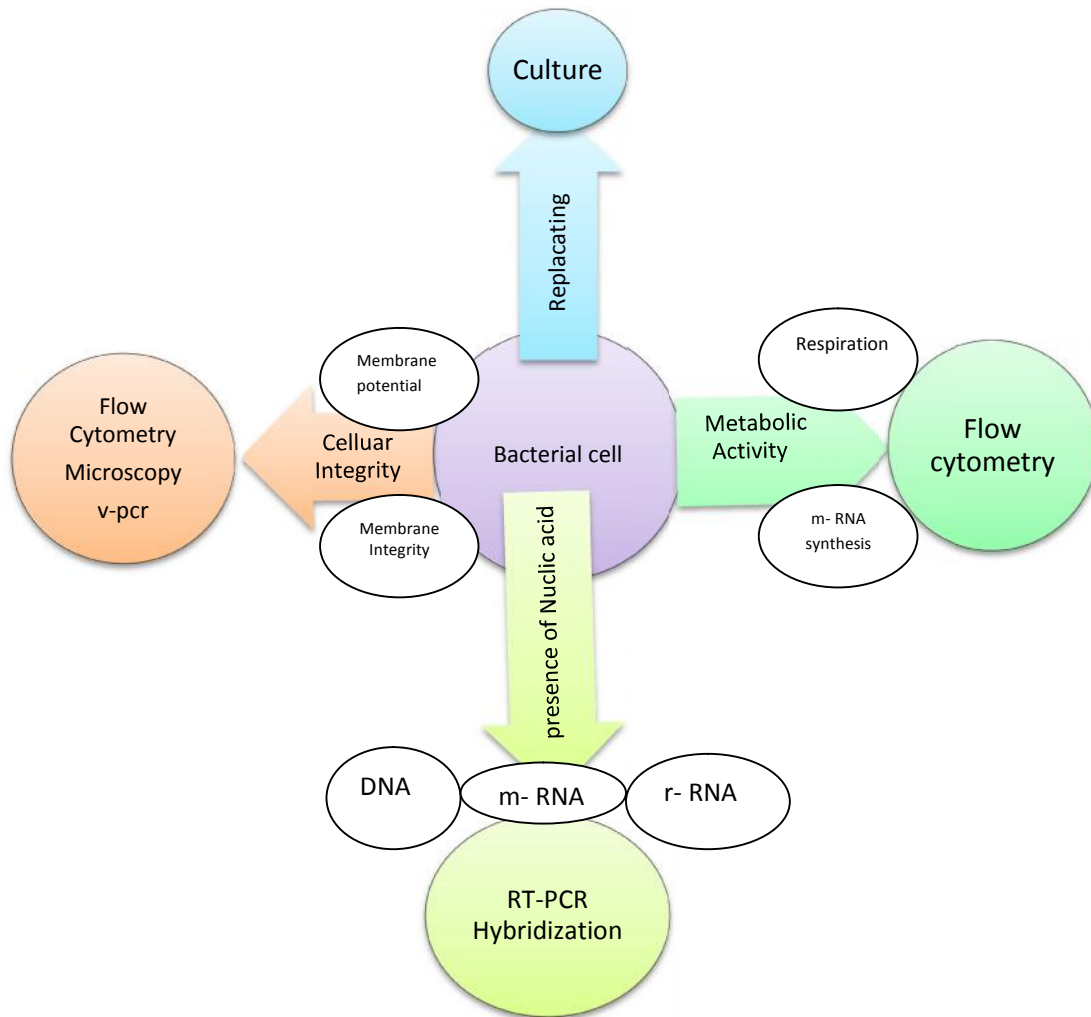 Culture
Replacating
Membrane
potential
Respiration
Flow
Cytometry
Microscopy
v-pcr
Celluar
Integrity
Bacterial cell
Metabolic
Activity
Flow
cytometry
Membrane
Integrity
m- RNA
synthesis
presence of Nuclic acid
DNA
m- RNA
r- RNA
RT-PCR
Hybridization